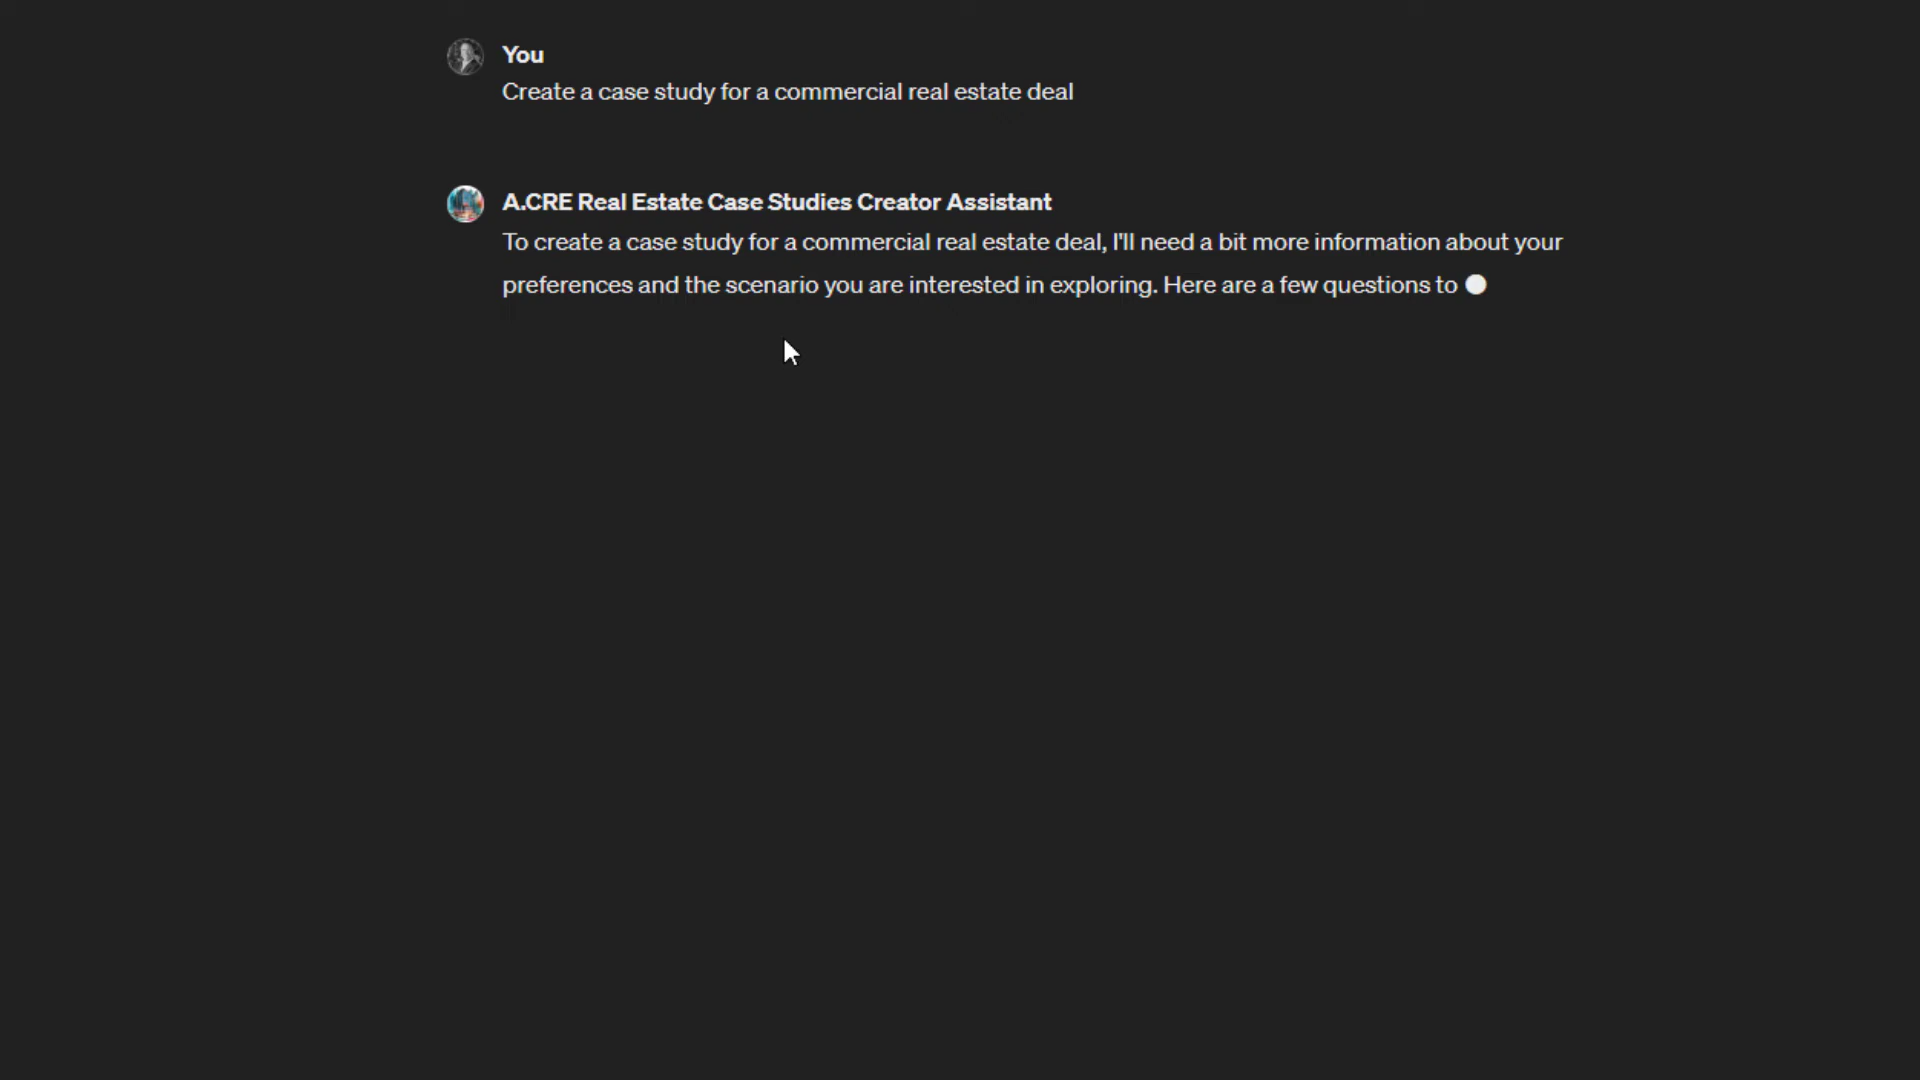 You
Create a case study for a commercial real estate deal
A.CRE Real Estate Case Studies Creator Assistant
To create a case study for a commercial real estate deal, I'll need a bit more information about your
preferences and the scenario you are interested in exploring. Here are a few questions to